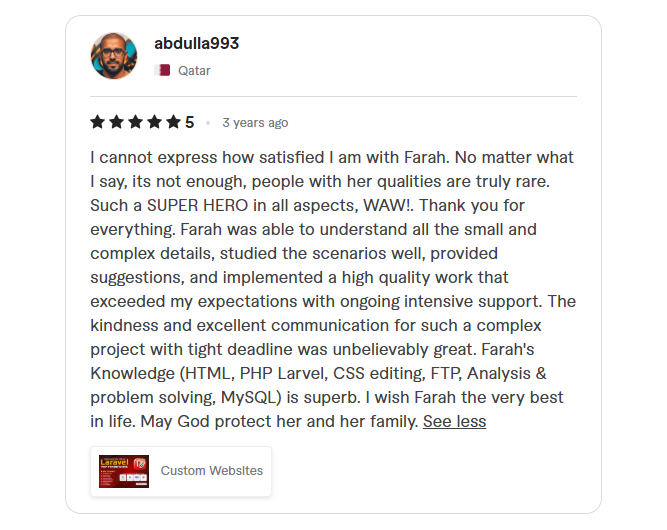 abdulla993
Qatar
5
3 years ago
I cannot express how satisfied I am with Farah. No matter what
I say, its not enough, people with her qualities are truly rare.
Such a SUPER HERO in all aspects, WAW!. Thank you for
everything. Farah was able to understand all the small and
complex details, studied the scenarios well, provided
suggestions, and implemented a high quality work that
exceeded my expectations with ongoing intensive support. The
kindness and excellent communication for such a complex
project with tight deadline was unbelievably great. Farah's
Knowledge (HTML, PHP Larvel, CSS editing, FTP, Analysis &
problem solving, MySQL) is superb. I wish Farah the very best
in life. May God protect her and her family. See less
Laravel
Custom Websites